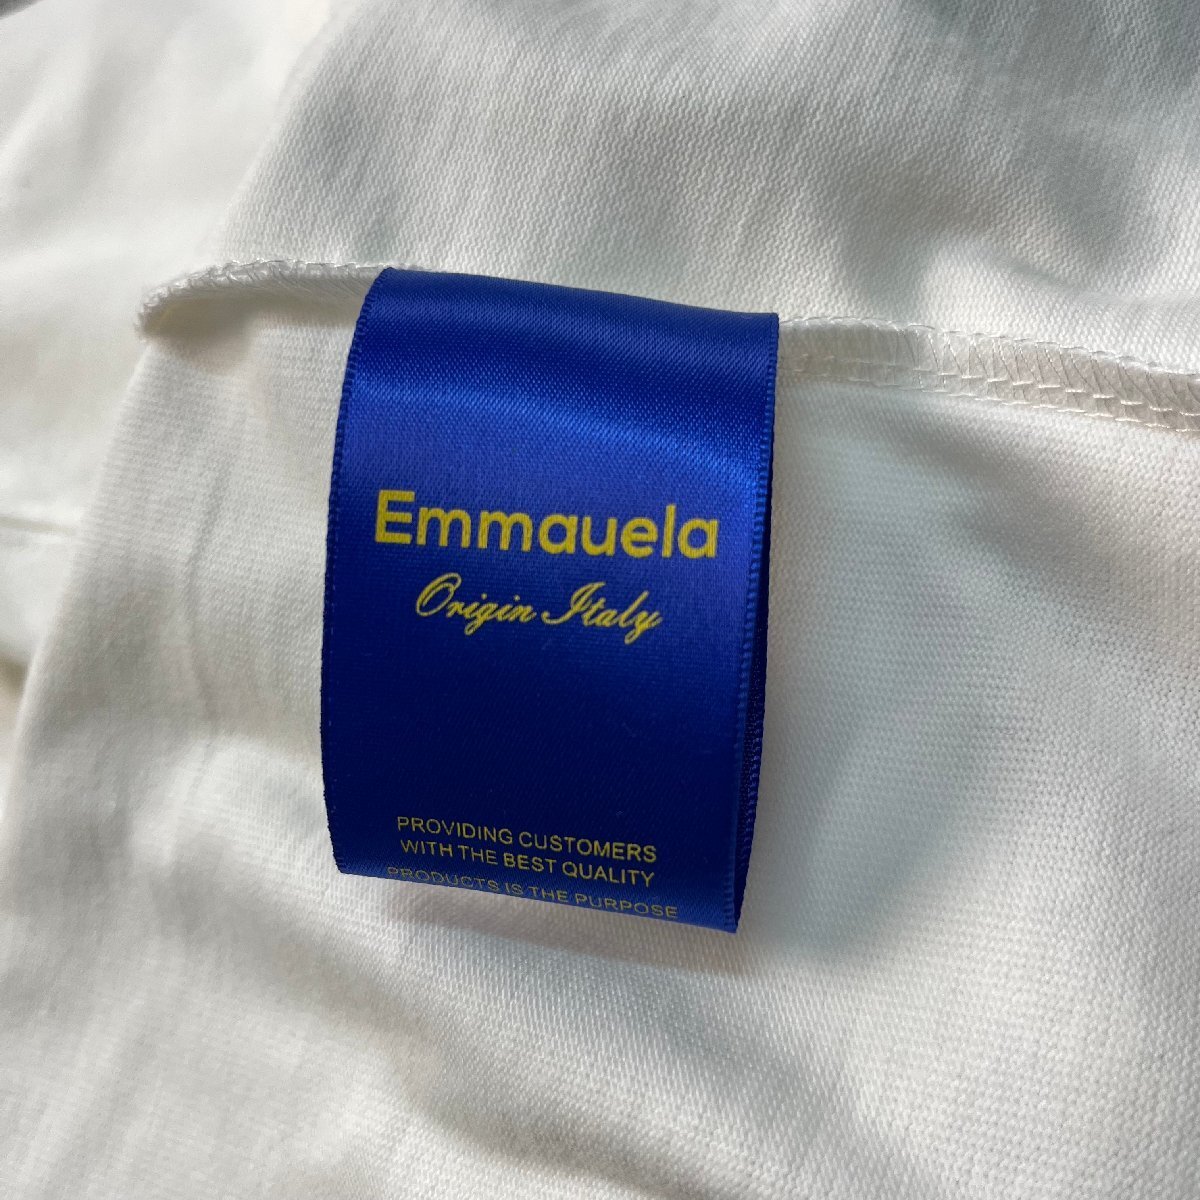 Emmauela
Origin Italy
PROVIDING CUSTOMERS
WITH THE BEST QUALITY
PRODUCTS IS THE PURPOSE